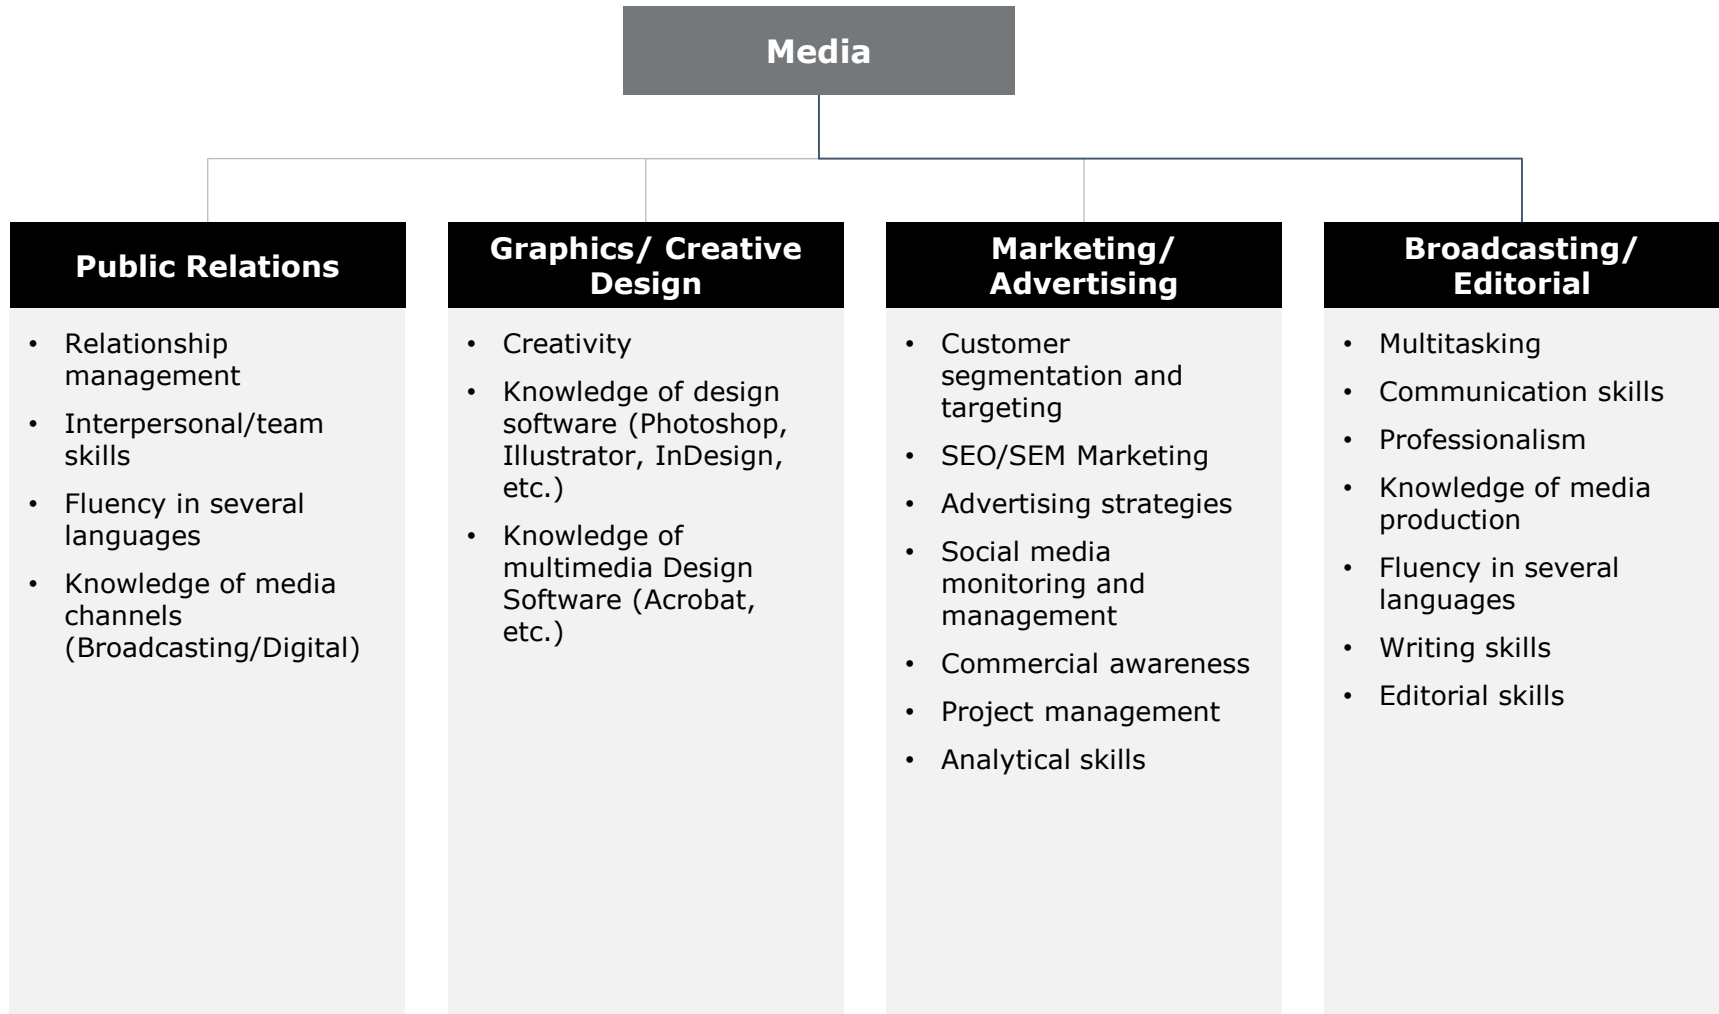 Media
Public Relations
• Relationship
management
• Interpersonal/team
skills
• Fluency in several
languages
• Knowledge of media
channels
(Broadcasting/Digital)
Graphics/ Creative
Design
• Creativity
• Knowledge of design
software (Photoshop,
Illustrator, InDesign,
etc.)
• Knowledge of
multimedia Design
Software (Acrobat,
etc.)
Marketing/
Advertising
• Customer
segmentation and
targeting
• SEO/SEM Marketing
• Advertising strategies
• Social media
monitoring and
management
• Commercial awareness
• Project management
• Analytical skills
Broadcasting/
Editorial
• Multitasking
• Communication skills
• Professionalism
• Knowledge of media
production
• Fluency in several
languages
• Writing skills
• Editorial skills